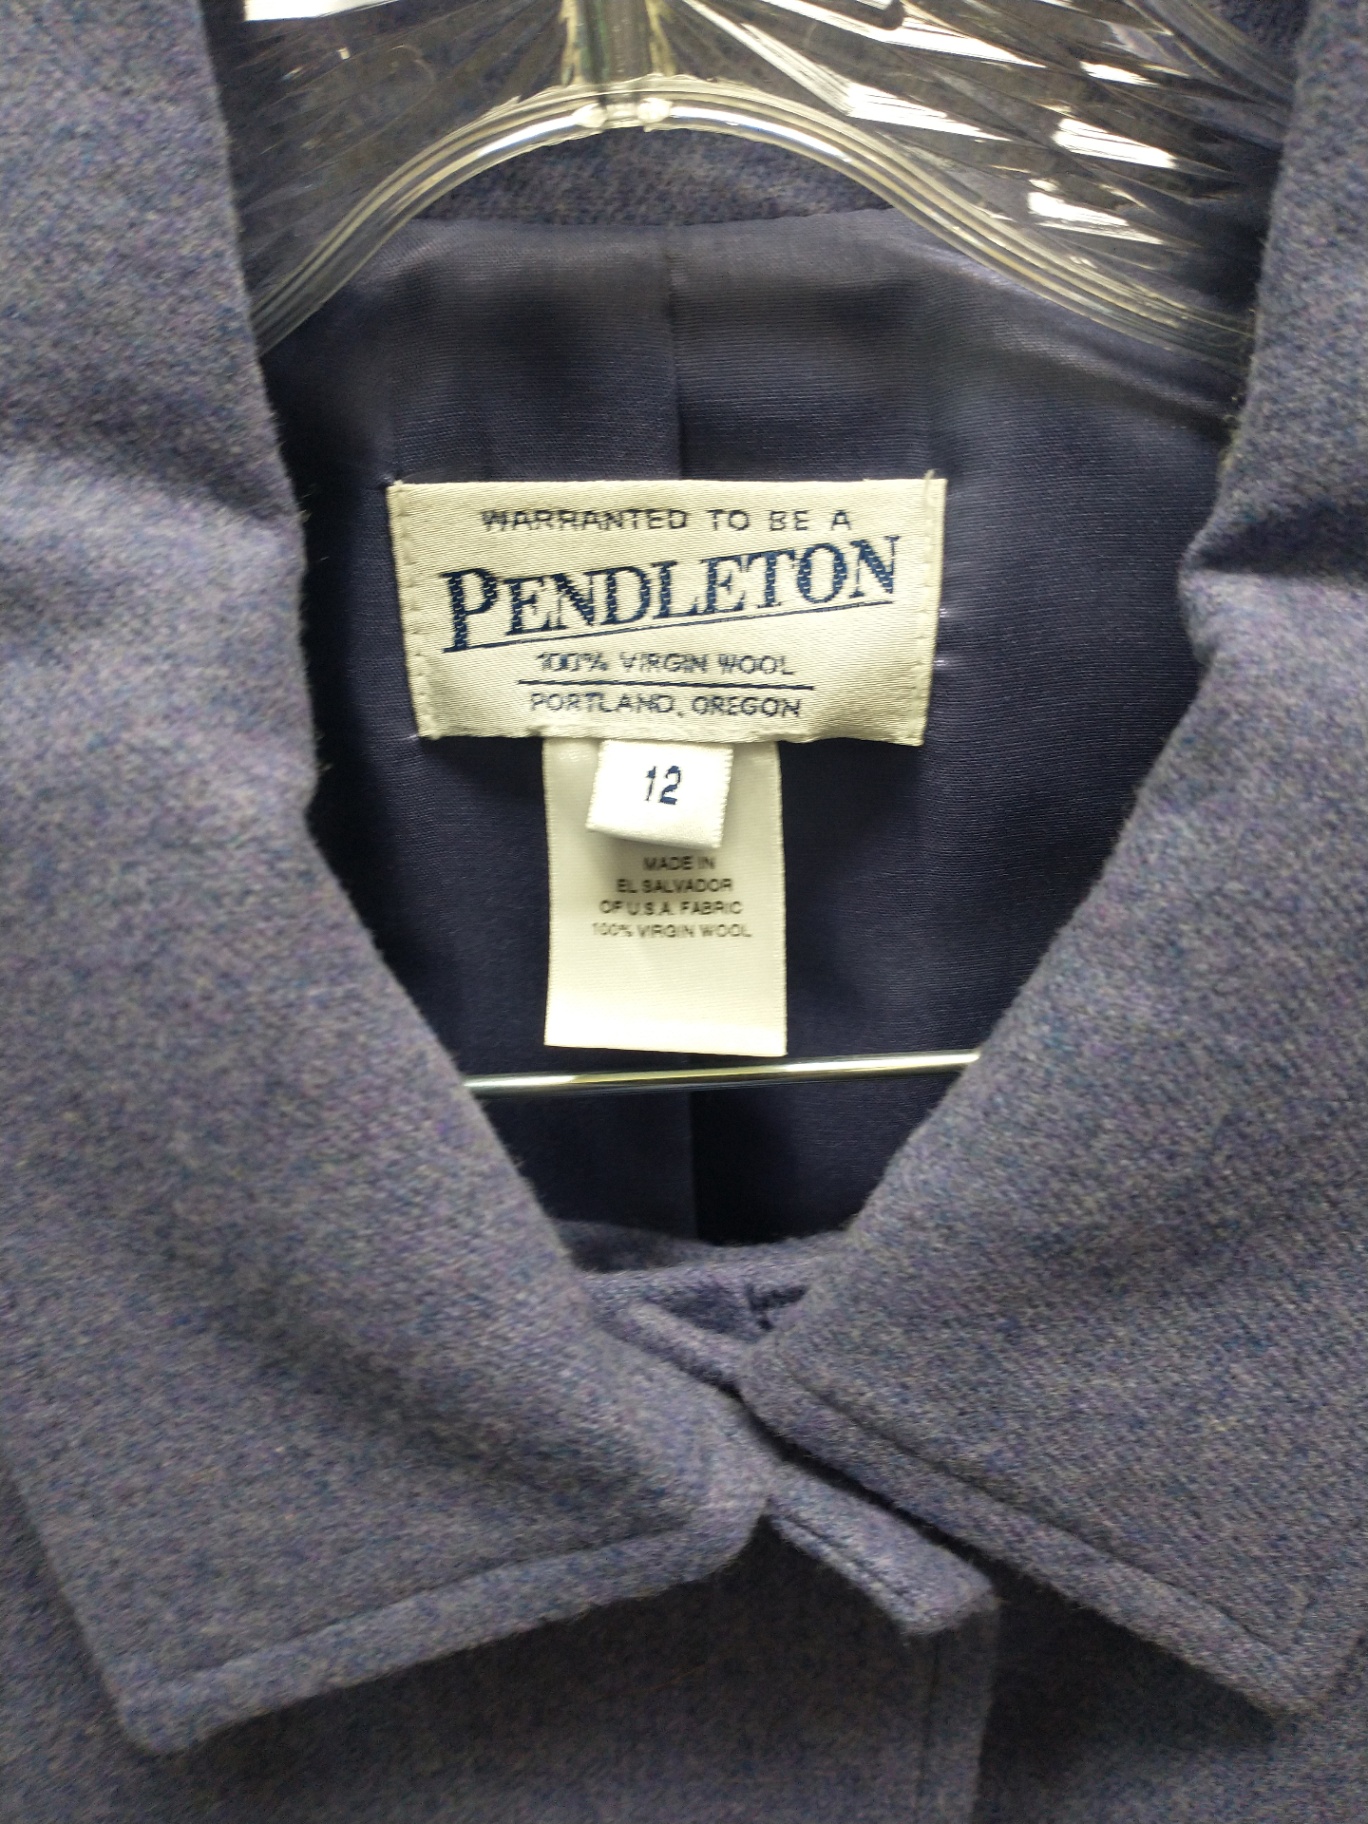 WARRANTED TO BE A
PENDLETON
100% VIRGIN WOOL
PORTLAND, OREGON
12
MADE IN
EL SALVADOR
OF U.S.A. FABRIC
100% VIRGIN WOOL